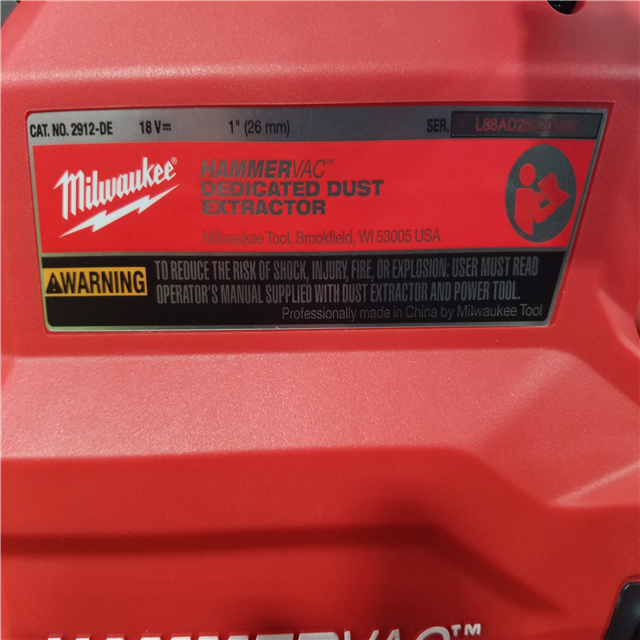 CAT. NO. 2912-DE 18 V⎓ 1" (26 mm) SER.
Milwaukee®
HAMMERVAC™
DEDICATED DUST
EXTRACTOR
Milwaukee Tool, Brookfield, WI 53005 USA
⚠WARNING TO REDUCE THE RISK OF SHOCK, INJURY, FIRE, OR EXPLOSION: USER MUST READ
OPERATOR'S MANUAL SUPPLIED WITH DUST EXTRACTOR AND POWER TOOL.
Professionally made in China by Milwaukee Tool
HAMMERVAC™